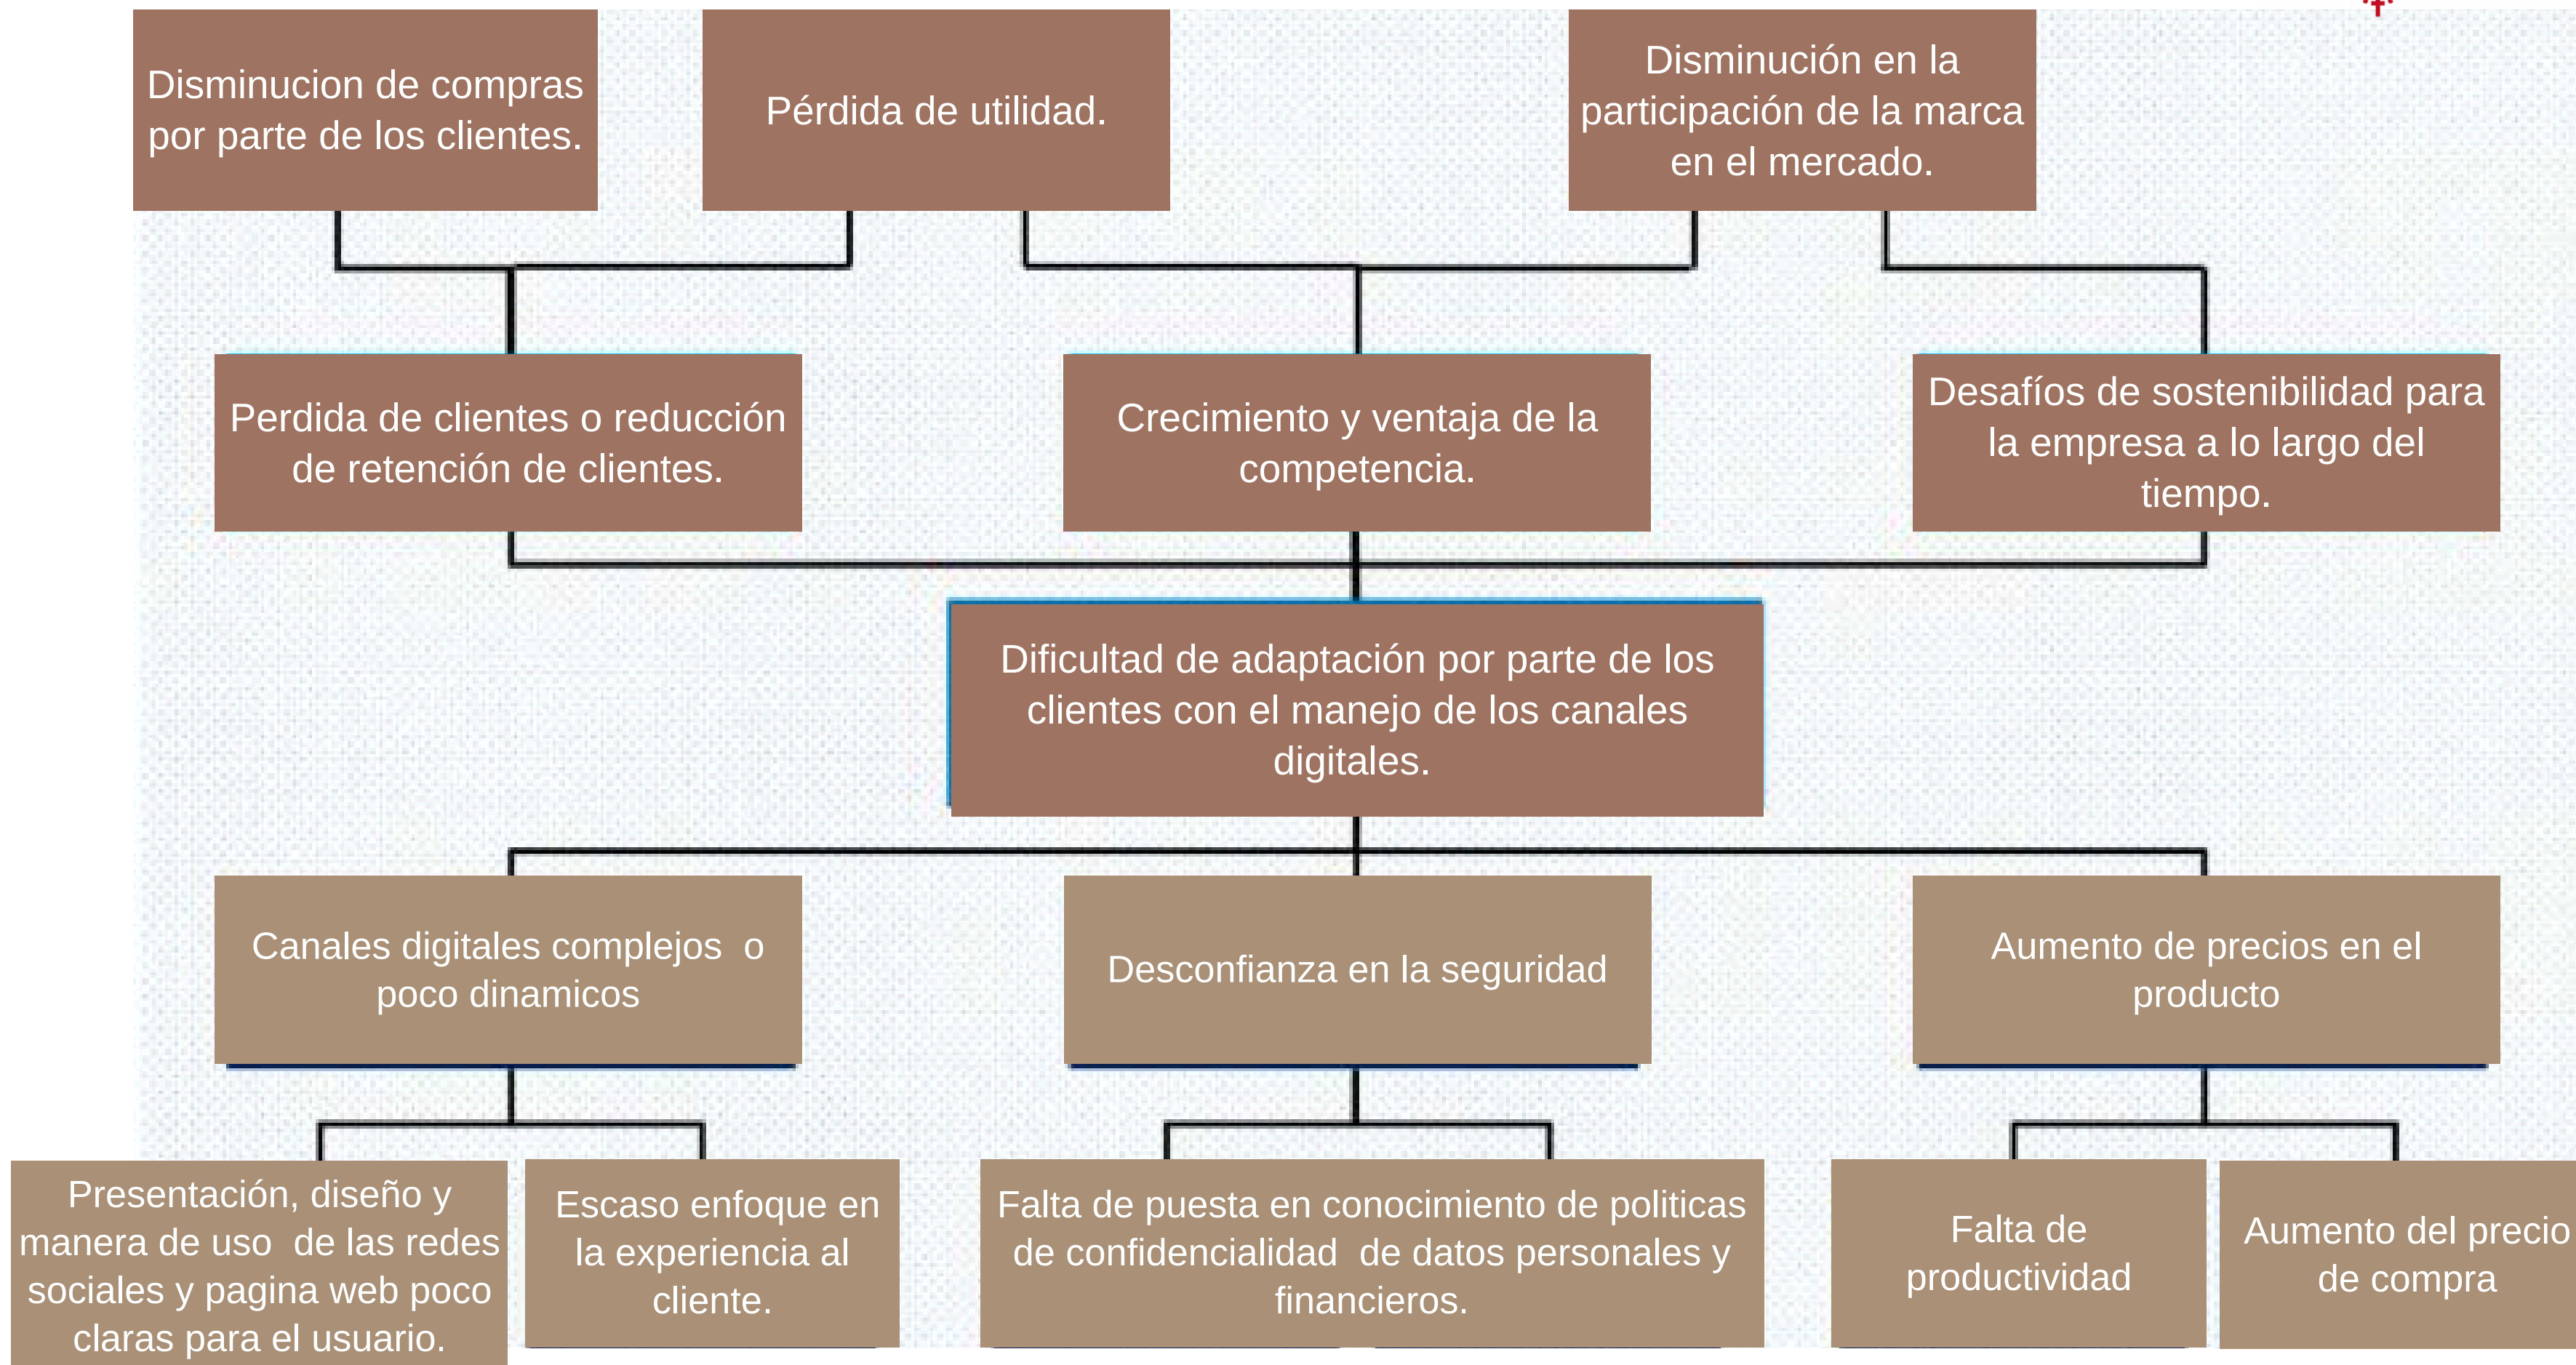 Disminucion de compras
por parte de los clientes.
Pérdida de utilidad.
Disminución en la
participación de la marca
en el mercado.
Perdida de clientes o reducción
de retención de clientes.
Crecimiento y ventaja de la
competencia.
Desafíos de sostenibilidad para
la empresa a lo largo del
tiempo.
Dificultad de adaptación por parte de los
clientes con el manejo de los canales
digitales.
Canales digitales complejos  o
poco dinamicos
Desconfianza en la seguridad
Aumento de precios en el
producto
Presentación, diseño y
manera de uso  de las redes
sociales y pagina web poco
claras para el usuario.
Escaso enfoque en
la experiencia al
cliente.
Falta de puesta en conocimiento de politicas
de confidencialidad  de datos personales y
financieros.
Falta de
productividad
Aumento del precio
de compra